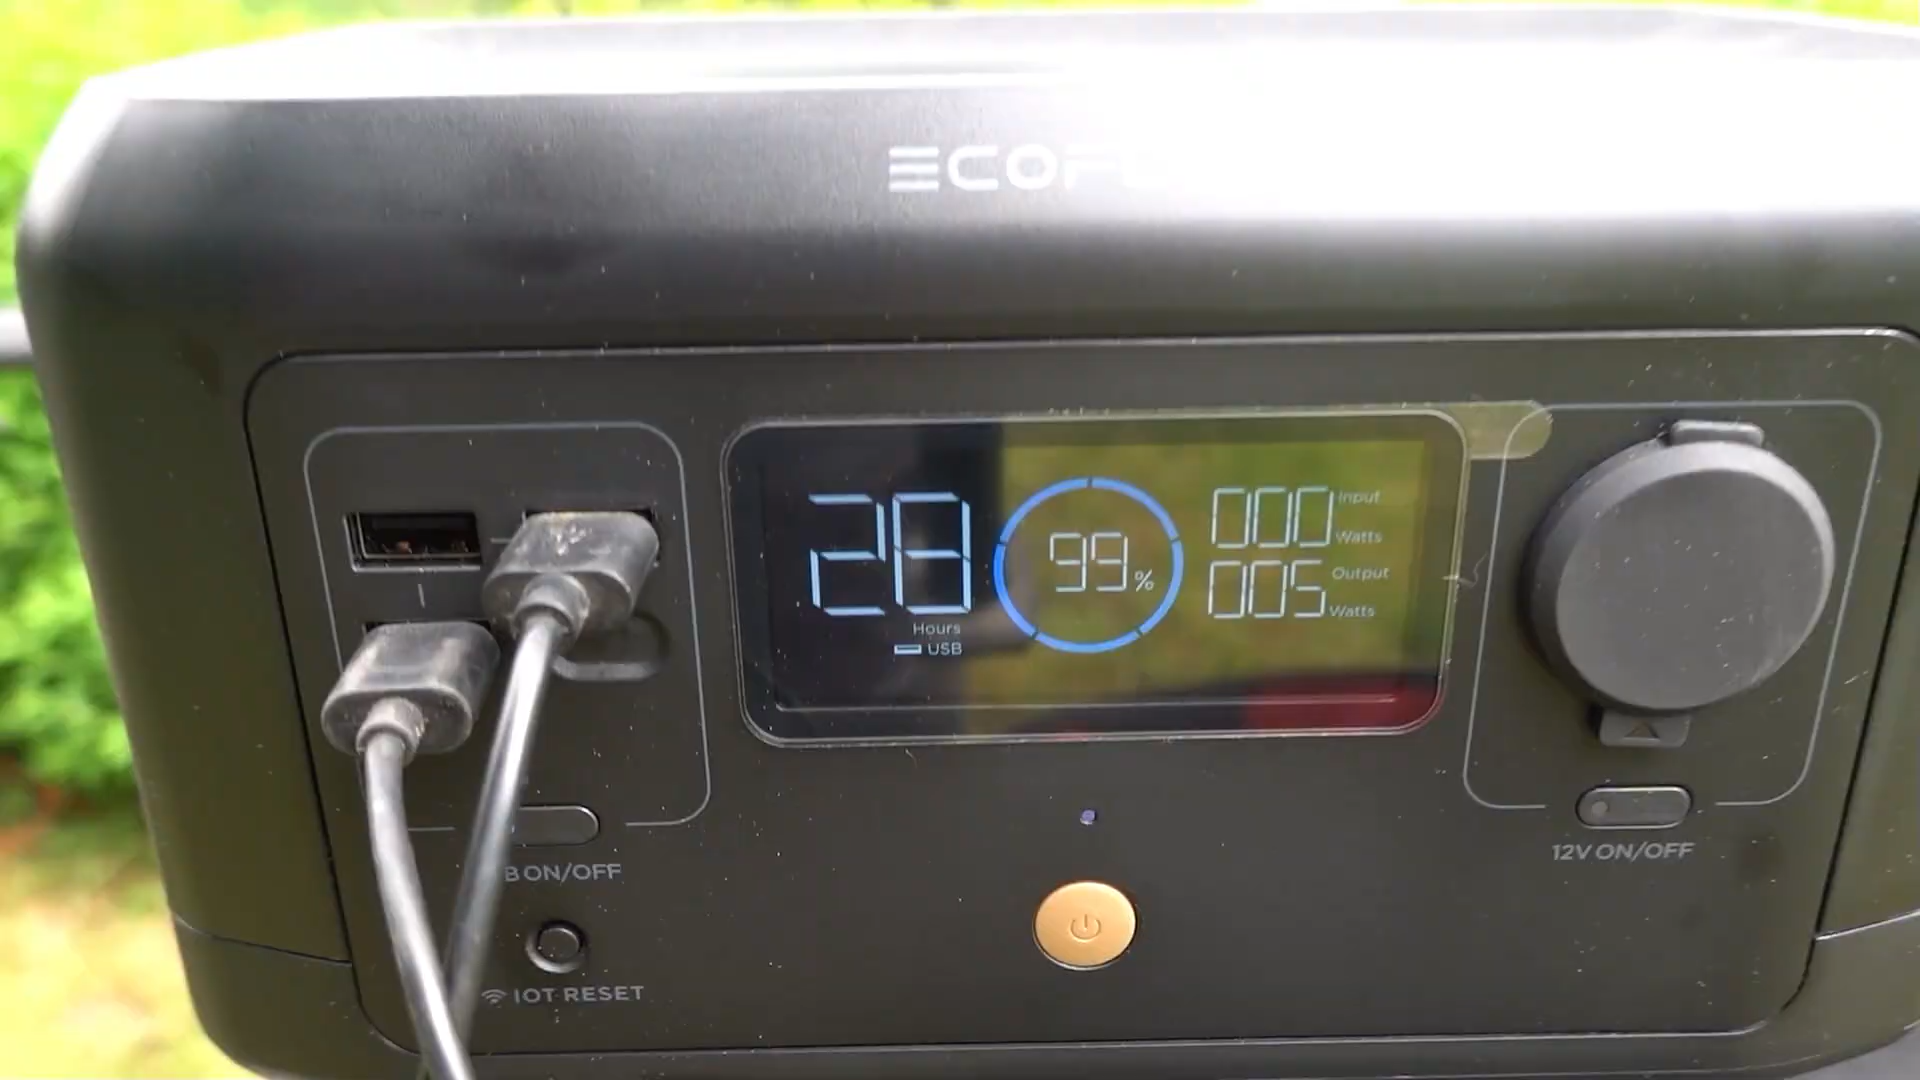 ECOF
28
Hours
USB
99%
000 Input
Watts
005 Output
Watts
B ON/OFF
12V ON/OFF
IOT RESET